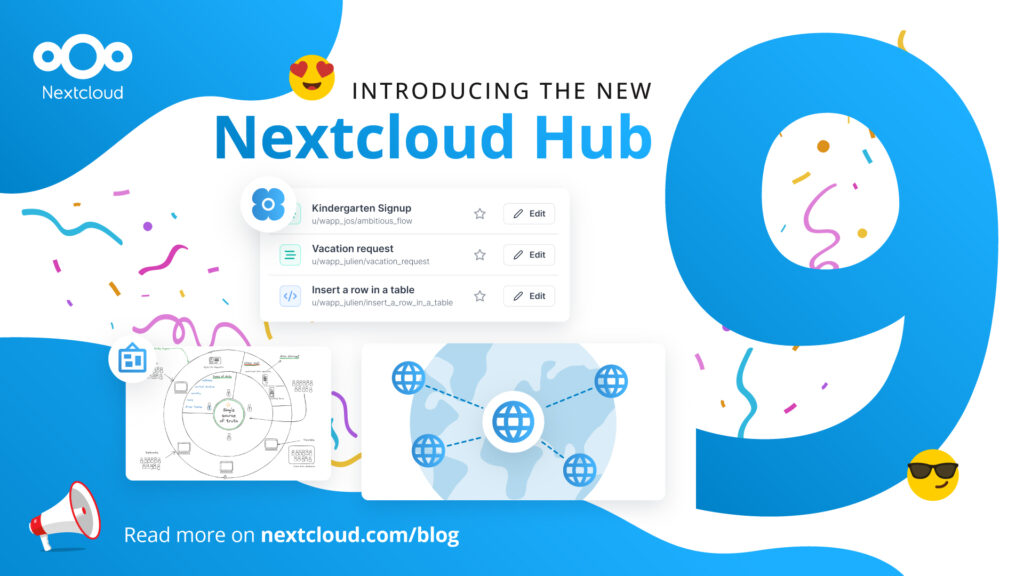 Nextcloud
INTRODUCING THE NEW
Nextcloud Hub
9
Kindergarten Signup
u/wapp_jos/ambitious_flow
Edit
Vacation request
u/wapp_julien/vacation_request
Edit
Insert a row in a table
u/wapp_julien/insert_a_row_in_a_table
Edit
Single
source
of truth
Read more on nextcloud.com/blog